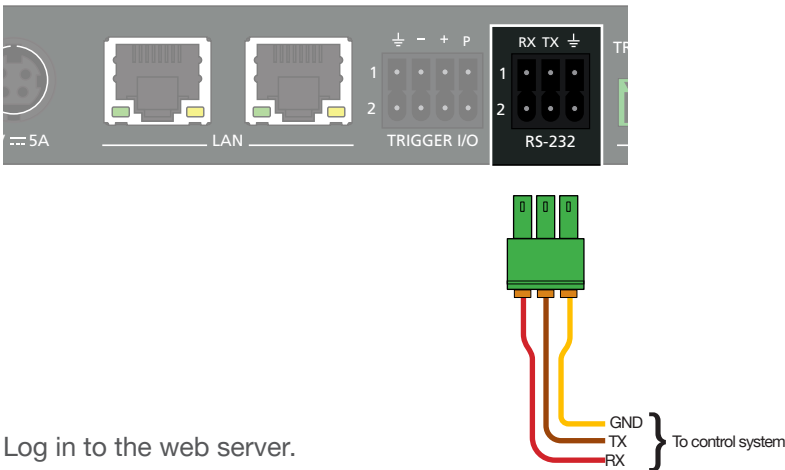 ⏚ − + P
RX TX ⏚
TR
1
1
2
2
⎓5A
LAN
TRIGGER I/O
RS-232
GND
TX
To control system
RX
Log in to the web server.